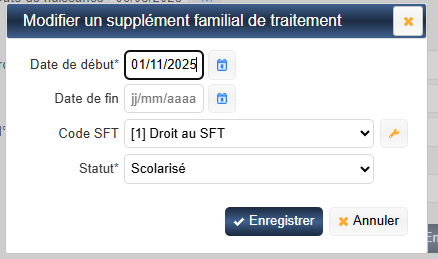 Modifier un supplément familial de traitement
Date de début* 01/11/2025
Date de fin jj/mm/aaaa
Code SFT [1] Droit au SFT
Statut* Scolarisé
Enregistrer Annuler